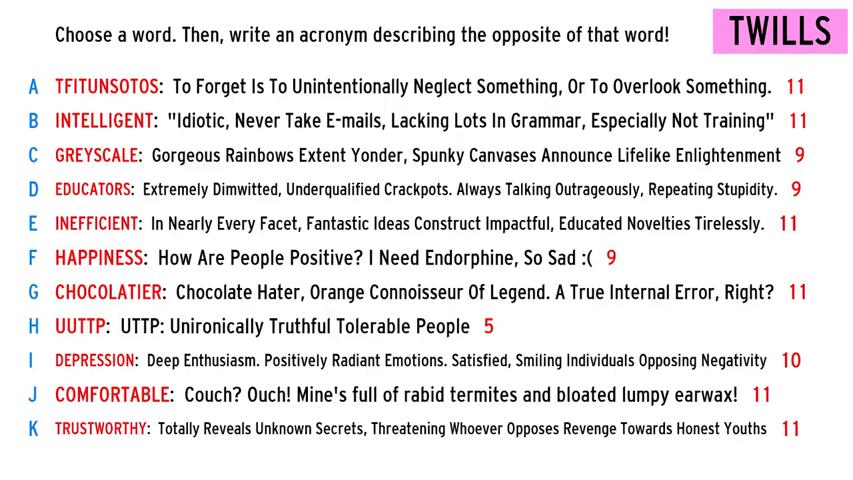 Choose a word. Then, write an acronym describing the opposite of that word!
TWILLS
A TFITUNSOTOS: To Forget Is To Unintentionally Neglect Something, Or To Overlook Something. 11
B INTELLIGENT: "Idiotic, Never Take E-mails, Lacking Lots In Grammar, Especially Not Training" 11
C GREYSCALE: Gorgeous Rainbows Extent Yonder, Spunky Canvases Announce Lifelike Enlightenment 9
D EDUCATORS: Extremely Dimwitted, Underqualified Crackpots. Always Talking Outrageously, Repeating Stupidity. 9
E INEFFICIENT: In Nearly Every Facet, Fantastic Ideas Construct Impactful, Educated Novelties Tirelessly. 11
F HAPPINESS: How Are People Positive? I Need Endorphine, So Sad :( 9
G CHOCOLATIER: Chocolate Hater, Orange Connoisseur Of Legend. A True Internal Error, Right? 11
H UUTTP: UTTP: Unironically Truthful Tolerable People 5
I DEPRESSION: Deep Enthusiasm. Positively Radiant Emotions. Satisfied, Smiling Individuals Opposing Negativity 10
J COMFORTABLE: Couch? Ouch! Mine's full of rabid termites and bloated lumpy earwax! 11
K TRUSTWORTHY: Totally Reveals Unknown Secrets, Threatening Whoever Opposes Revenge Towards Honest Youths 11